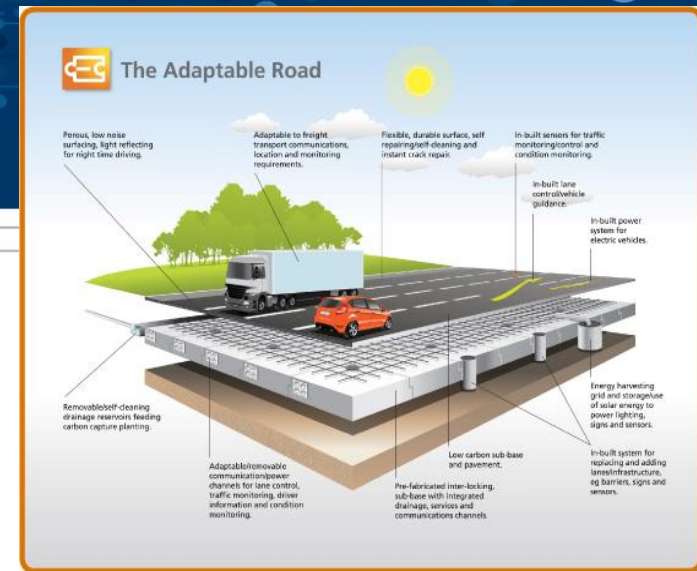 The Adaptable Road
Porous, low noise
surfacing, light reflecting
for night time driving.
Adaptable to freight
transport communications,
location and monitoring
requirements.
Flexible, durable surface, self
repairing/self-cleaning and
instant crack repair.
In-built sensors for traffic
monitoring/control and
condition monitoring.
In-built lane
control/vehicle
guidance.
In-built power
system for
electric vehicles.
Removable/self-cleaning
drainage reservoirs feeding
carbon capture planting.
Adaptable/removable
communication/power
channels for lane control,
traffic monitoring, driver
information and condition
monitoring.
Pre-fabricated inter-locking,
sub-base with integrated
drainage, services and
communications channels.
Low carbon sub-base
and pavement.
Energy harvesting
grid and storage/use
of solar energy to
power lighting,
signs and sensors.
In-built system for
replacing and adding
lanes/infrastructure,
eg barriers, signs and
sensors.